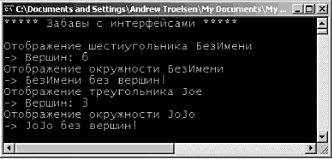 C:\Documents and Settings\Andrew Troelsen\My Documents\My ...
***** Забавы с интерфейсами *****
Отображение шестиугольника БезИмени
-> Вершин: 6
Отображение окружности БезИмени
-> БезИмени без вершин!
Отображение треугольника Joe
-> Вершин: 3
Отображение окружности JoJo
-> JoJo без вершин!